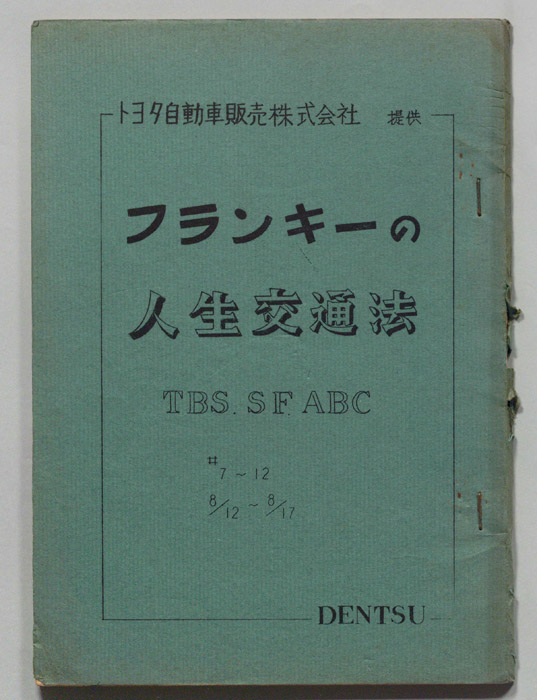 トヨタ自動車販売株式会社 提供
フランキーの
人生交通法
TBS. S F. ABC
#7~12
8/12~8/17
DENTSU